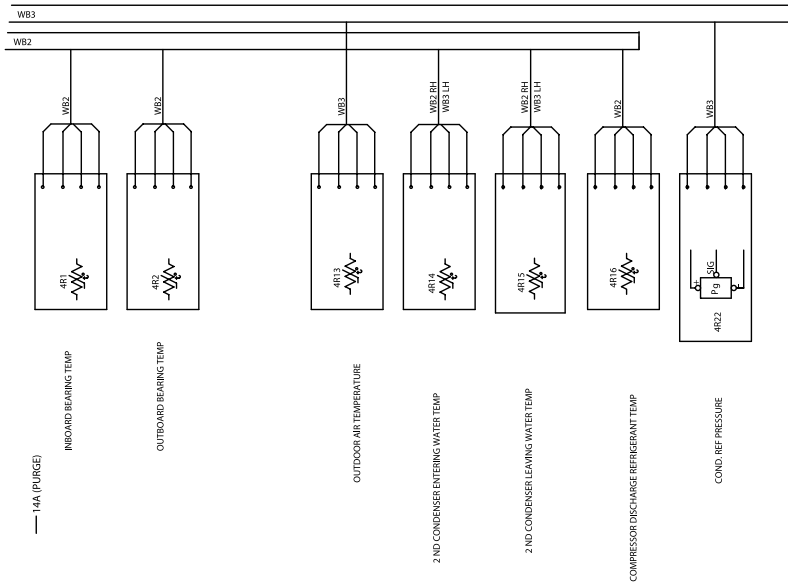 WB3
WB2
WB2
WB2
WB3
WB2 RH
WB3 LH
WB2 RH
WB3 LH
WB2
WB3
4R1
4R2
4R13
4R14
4R15
4R16
+
SIG
-
Pg
4R22
INBOARD BEARING TEMP
OUTBOARD BEARING TEMP
OUTDOOR AIR TEMPERATURE
2 ND CONDENSER ENTERING WATER TEMP
2 ND CONDENSER LEAVING WATER TEMP
COMPRESSOR DISCHARGE REFRIGERANT TEMP
COND. REF PRESSURE
14A (PURGE)